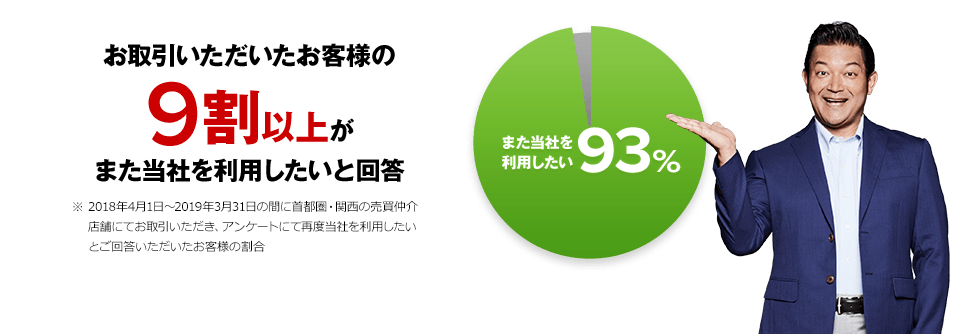 お取引いただいたお客様の
9割以上が
また当社を利用したいと回答
※ 2018年4月1日～2019年3月31日の間に首都圏・関西の売買仲介
店舗にてお取引いただき、アンケートにて再度当社を利用したい
とご回答いただいたお客様の割合
また当社を
利用したい
93%